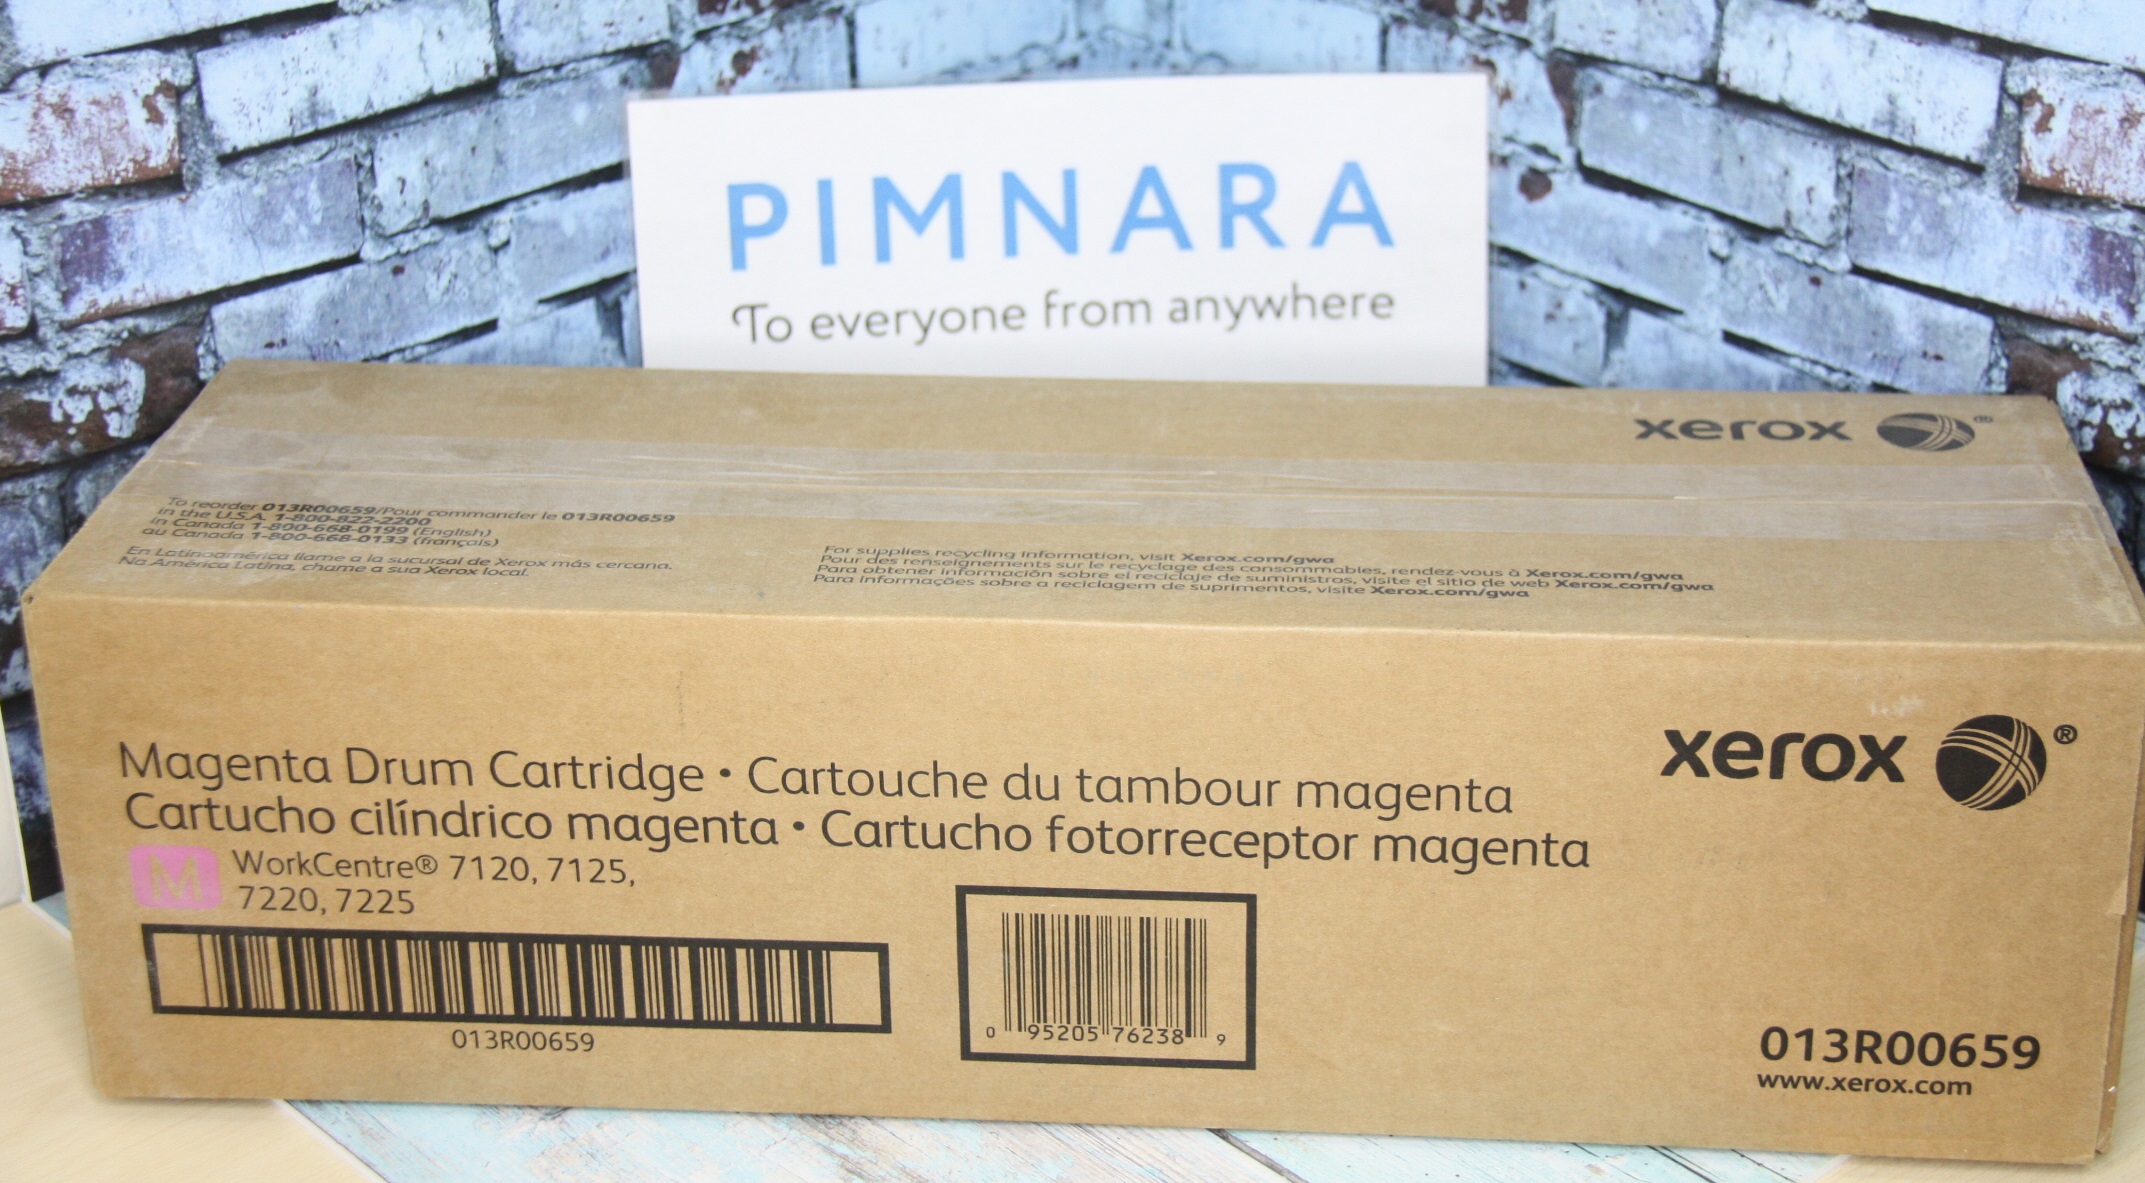 PIMNARA
To everyone from anywhere
xerox ®
To reorder 013R00659/Pour commander le 013R00659
in the U.S.A. 1-800-822-2200
in Canada 1-800-668-0199 (English)
au Canada 1-800-668-0133 (français)
En Latinoamérica llame a la sucursal de Xerox más cercana.
Na América Latina, chame a sua Xerox local.
For supplies recycling information, visit Xerox.com/gwa
Pour des renseignements sur le recyclage des consommables, rendez-vous à Xerox.com/gwa
Para obtener información sobre el reciclaje de suministros, visite el sitio de web Xerox.com/gwa
Para informações sobre a reciclagem de suprimentos, visite Xerox.com/gwa
xerox ®
Magenta Drum Cartridge • Cartouche du tambour magenta
Cartucho cilíndrico magenta • Cartucho fotorreceptor magenta
M
WorkCentre® 7120, 7125,
7220, 7225
013R00659
0 95205 76238 9
013R00659
www.xerox.com